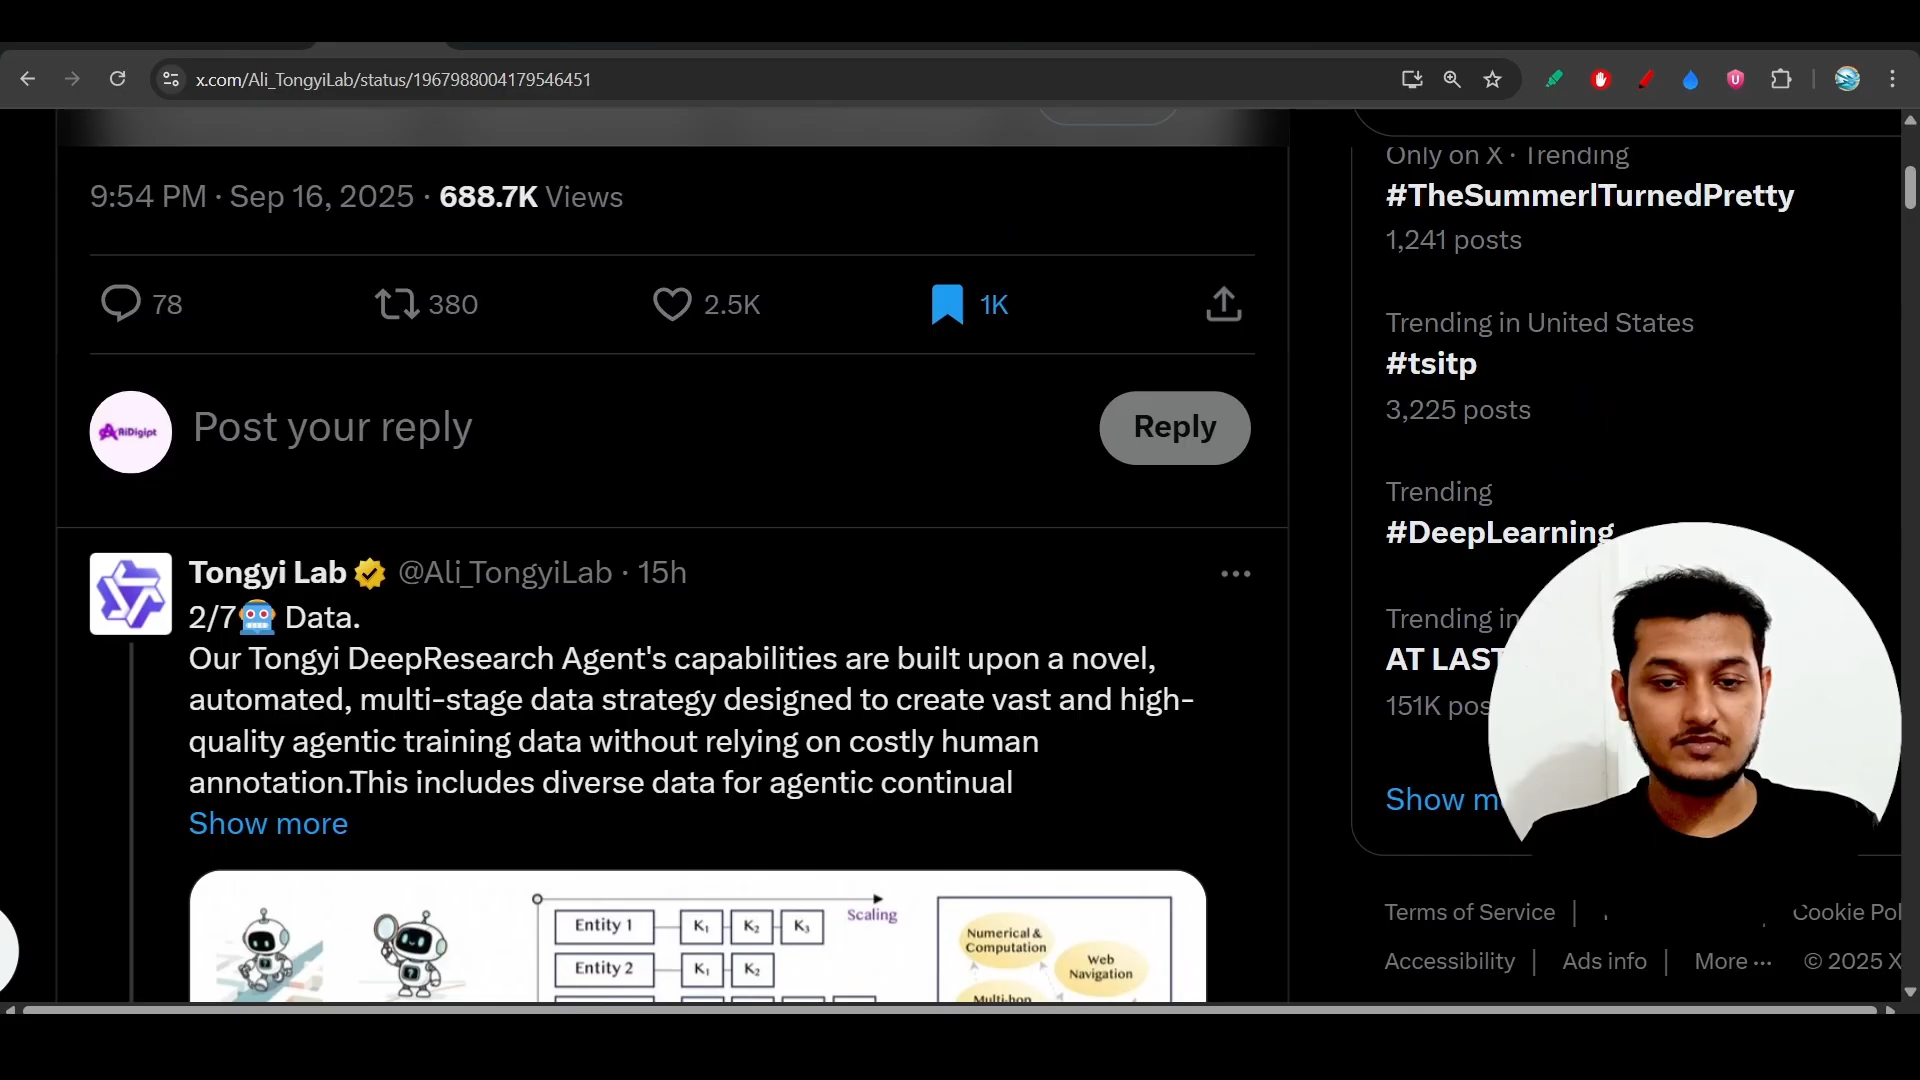 x.com/Ali_TongyiLab/status/1967988004179546451
9:54 PM · Sep 16, 2025 · 688.7K Views
78
380
2.5K
1K
AiDigipt
Post your reply
Reply
Tongyi Lab @Ali_TongyiLab · 15h
2/7 Data.
Our Tongyi DeepResearch Agent's capabilities are built upon a novel,
automated, multi-stage data strategy designed to create vast and high-
quality agentic training data without relying on costly human
annotation.This includes diverse data for agentic continual
Show more
Scaling
Entity 1 K1 K2 K3
Entity 2 K1 K2
Numerical &
Computation
Web
Navigation
Multi-hop
Only on X · Trending
#TheSummerITurnedPretty
1,241 posts
Trending in United States
#tsitp
3,225 posts
Trending
#DeepLearning
Trending in
AT LAST
151K
Show
Terms of Service |
Cookie
Accessibility | Ads info | More ··· © 2025 X